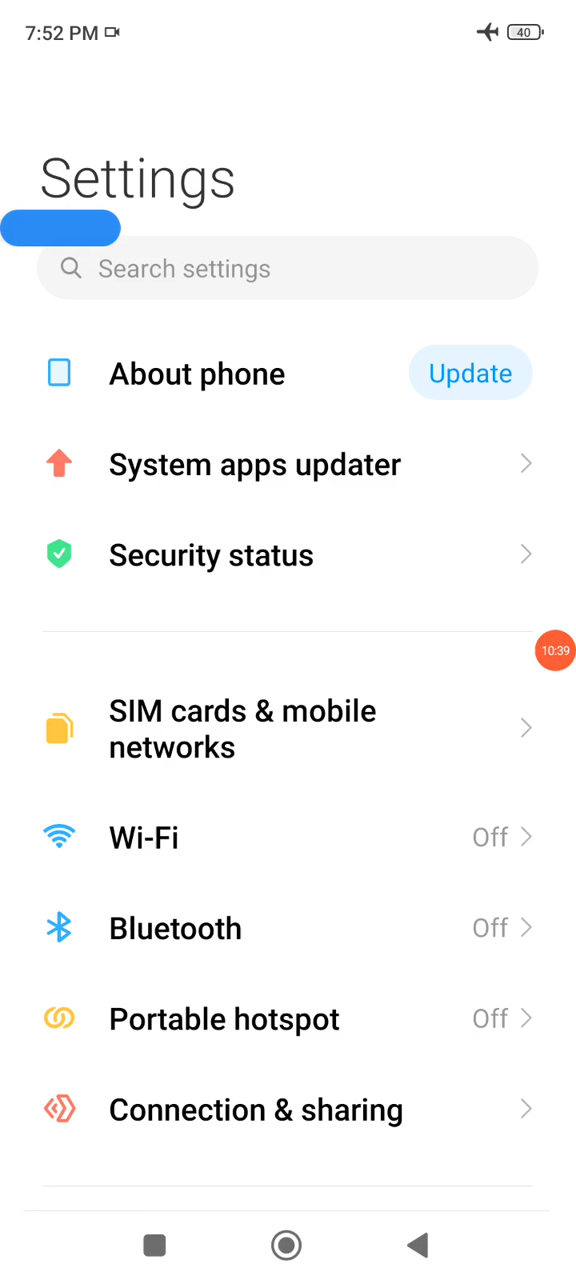 7:52 PM 40
Settings
Search settings
About phone Update
System apps updater
Security status
10:39
SIM cards & mobile
networks
Wi-Fi Off
Bluetooth Off
Portable hotspot Off
Connection & sharing